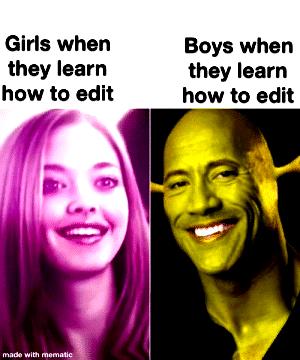 Girls when
they learn
how to edit
Boys when
they learn
how to edit
made with mematic